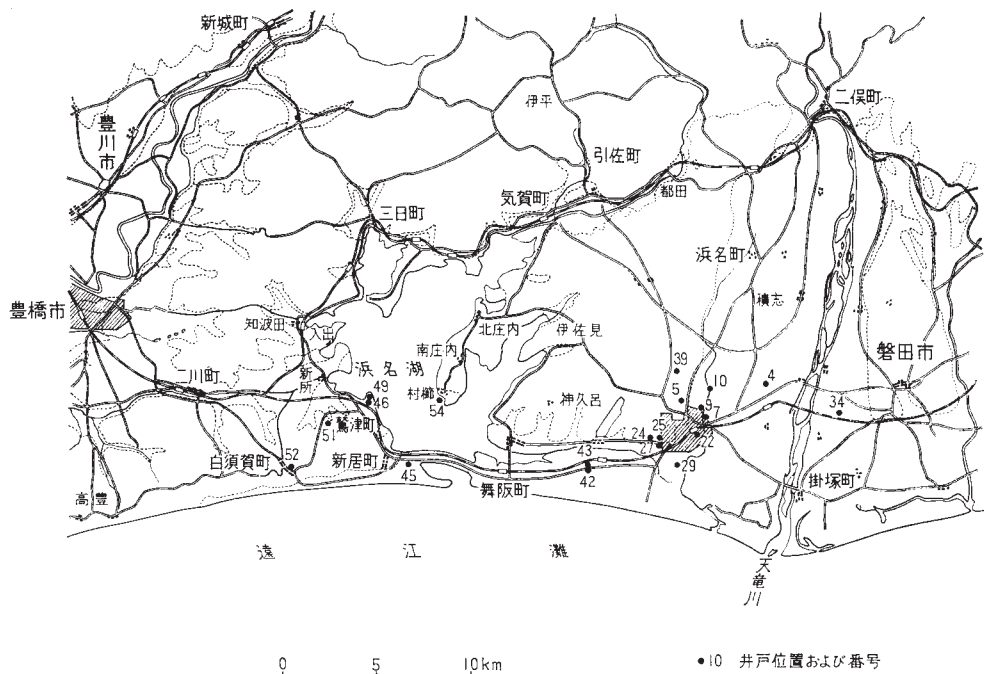 新城町
二俣町
伊平
豊川市
引佐町
気賀町
都田
三日町
浜名町
積志
豊橋市
知波田
入出
北庄内
伊佐見
南庄内
浜名湖
新所
磐田市
二川町
村櫛
神久呂
39
10
4
5
49
46
54
97
34
51
鷲津町
25
24
27
22
白須賀町
52
新居町
43
29
45
42
舞阪町
掛塚町
高豊
遠江灘
天竜川
0 5 10km
●10 井戸位置および番号